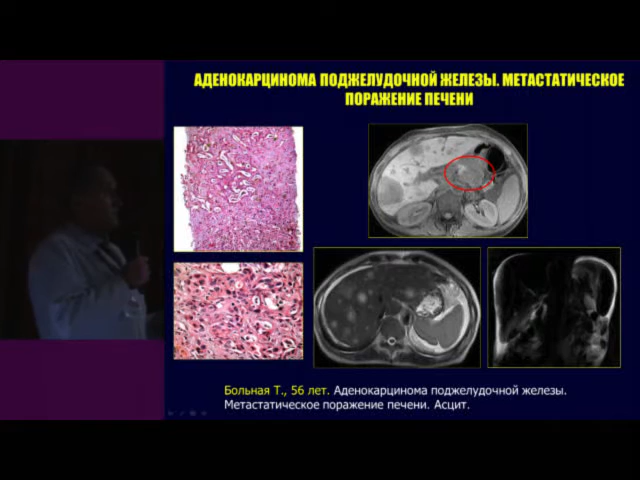 АДЕНОКАРЦИНОМА ПОДЖЕЛУДОЧНОЙ ЖЕЛЕЗЫ. МЕТАСТАТИЧЕСКОЕ
ПОРАЖЕНИЕ ПЕЧЕНИ
Больная Т., 56 лет. Аденокарцинома поджелудочной железы.
Метастатическое поражение печени. Асцит.